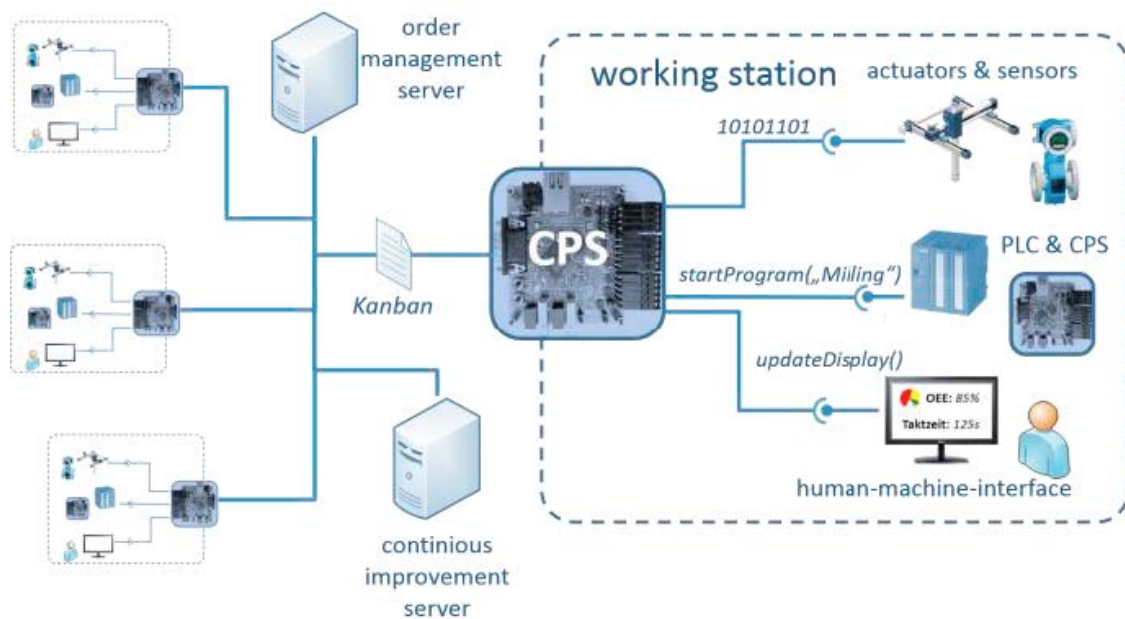 order
management
server
working station
actuators & sensors
10101101
CPS
PLC & CPS
startProgram(„Miiling“)
Kanban
updateDisplay()
OEE: 85%
Taktzeit: 125s
human-machine-interface
continious
improvement
server